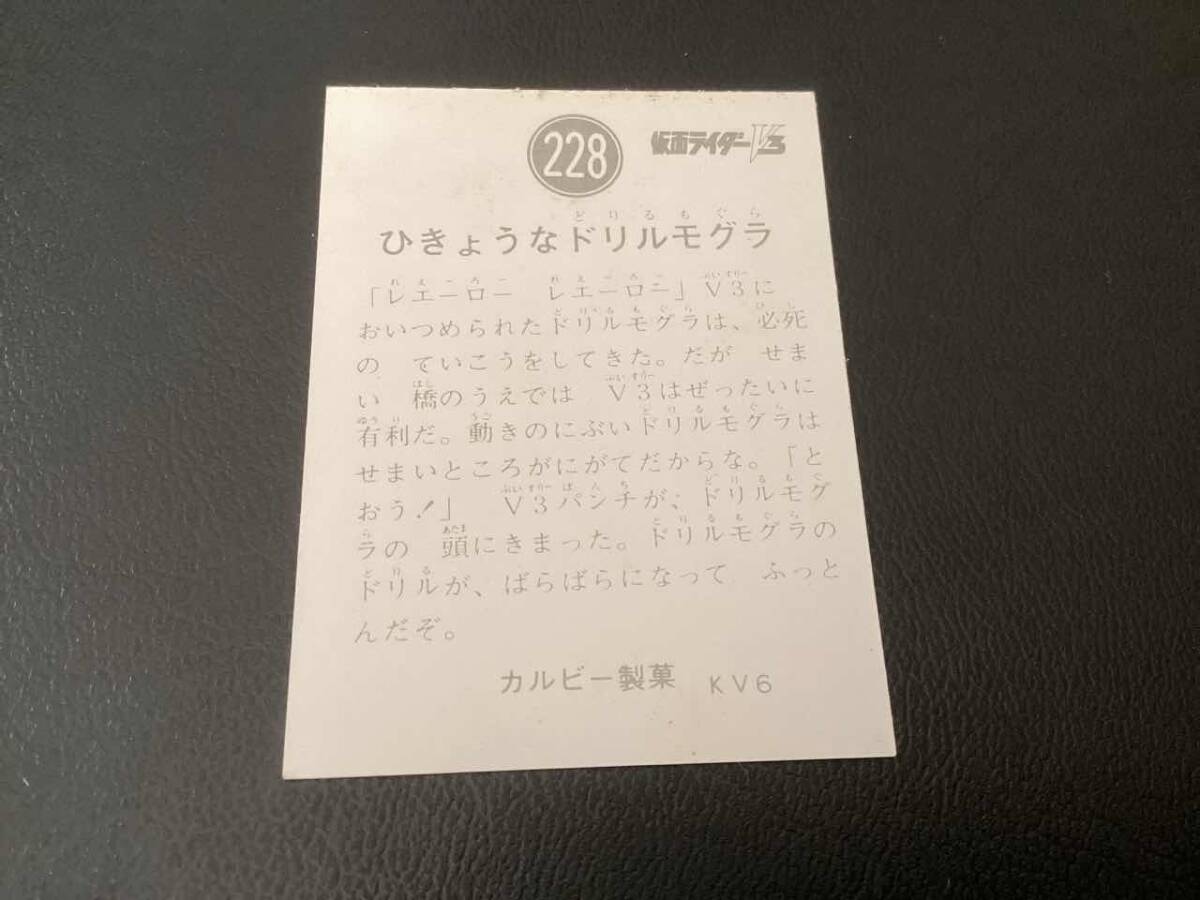 228
仮面ライダーV3
ひきょうなドリルモグラ
「レエーロニ　レエーロニ」V3に
おいつめられたドリルモグラは、必死
の　ていこうをしてきた。だが　せま
い　橋のうえでは　V3はぜったいに
有利だ。動きのにぶいドリルモグラは
せまいところがにがてだからな。「と
おう！」　V3パンチが、ドリルモグ
ラの　頭にきまった。ドリルモグラの
ドリルが、ばらばらになって　ふっと
んだぞ。
カルビー製菓　KV6